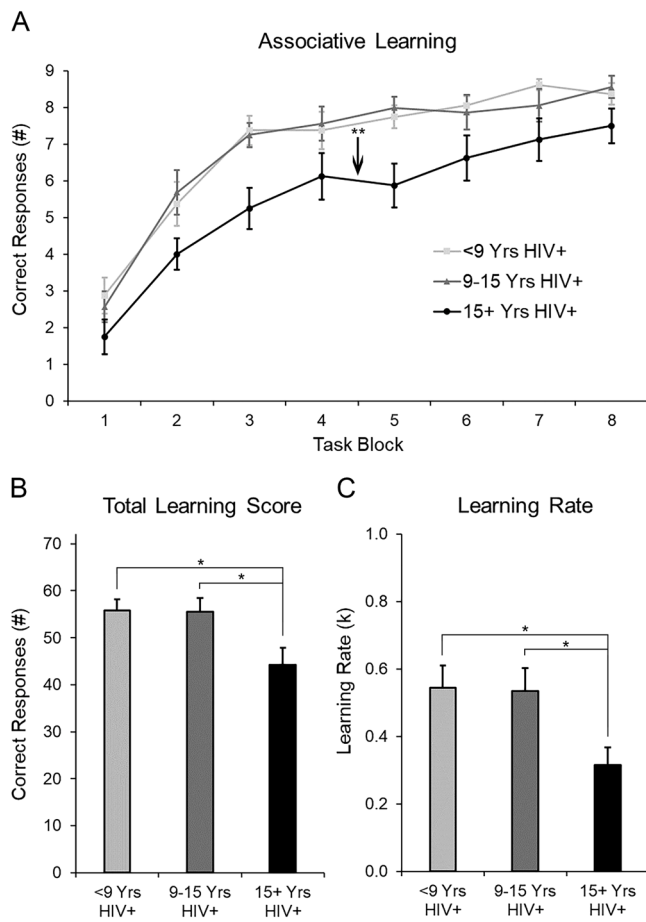 A
Associative Learning
9
8
7
6
5
4
3
2
1
0
Correct Responses (#)
**
<9 Yrs HIV+
9-15 Yrs HIV+
15+ Yrs HIV+
1 2 3 4 5 6 7 8
Task Block
B
Total Learning Score
70
60
50
40
30
20
10
0
Correct Responses (#)
*
*
<9 Yrs HIV+
9-15 Yrs HIV+
15+ Yrs HIV+
C
Learning Rate
1.0
0.8
0.6
0.4
0.2
0.0
Learning Rate (k)
*
*
<9 Yrs HIV+
9-15 Yrs HIV+
15+ Yrs HIV+